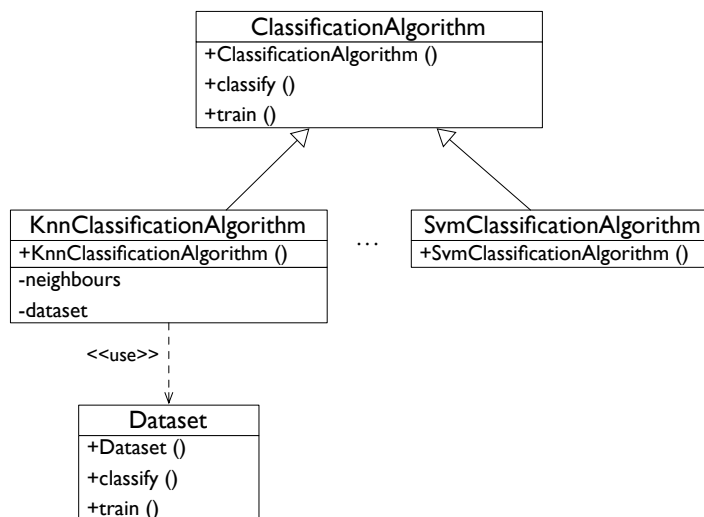 ClassificationAlgorithm
+ClassificationAlgorithm ()
+classify ()
+train ()
KnnClassificationAlgorithm
+KnnClassificationAlgorithm ()
-neighbours
-dataset
...
SvmClassificationAlgorithm
+SvmClassificationAlgorithm ()
<<use>>
Dataset
+Dataset ()
+classify ()
+train ()